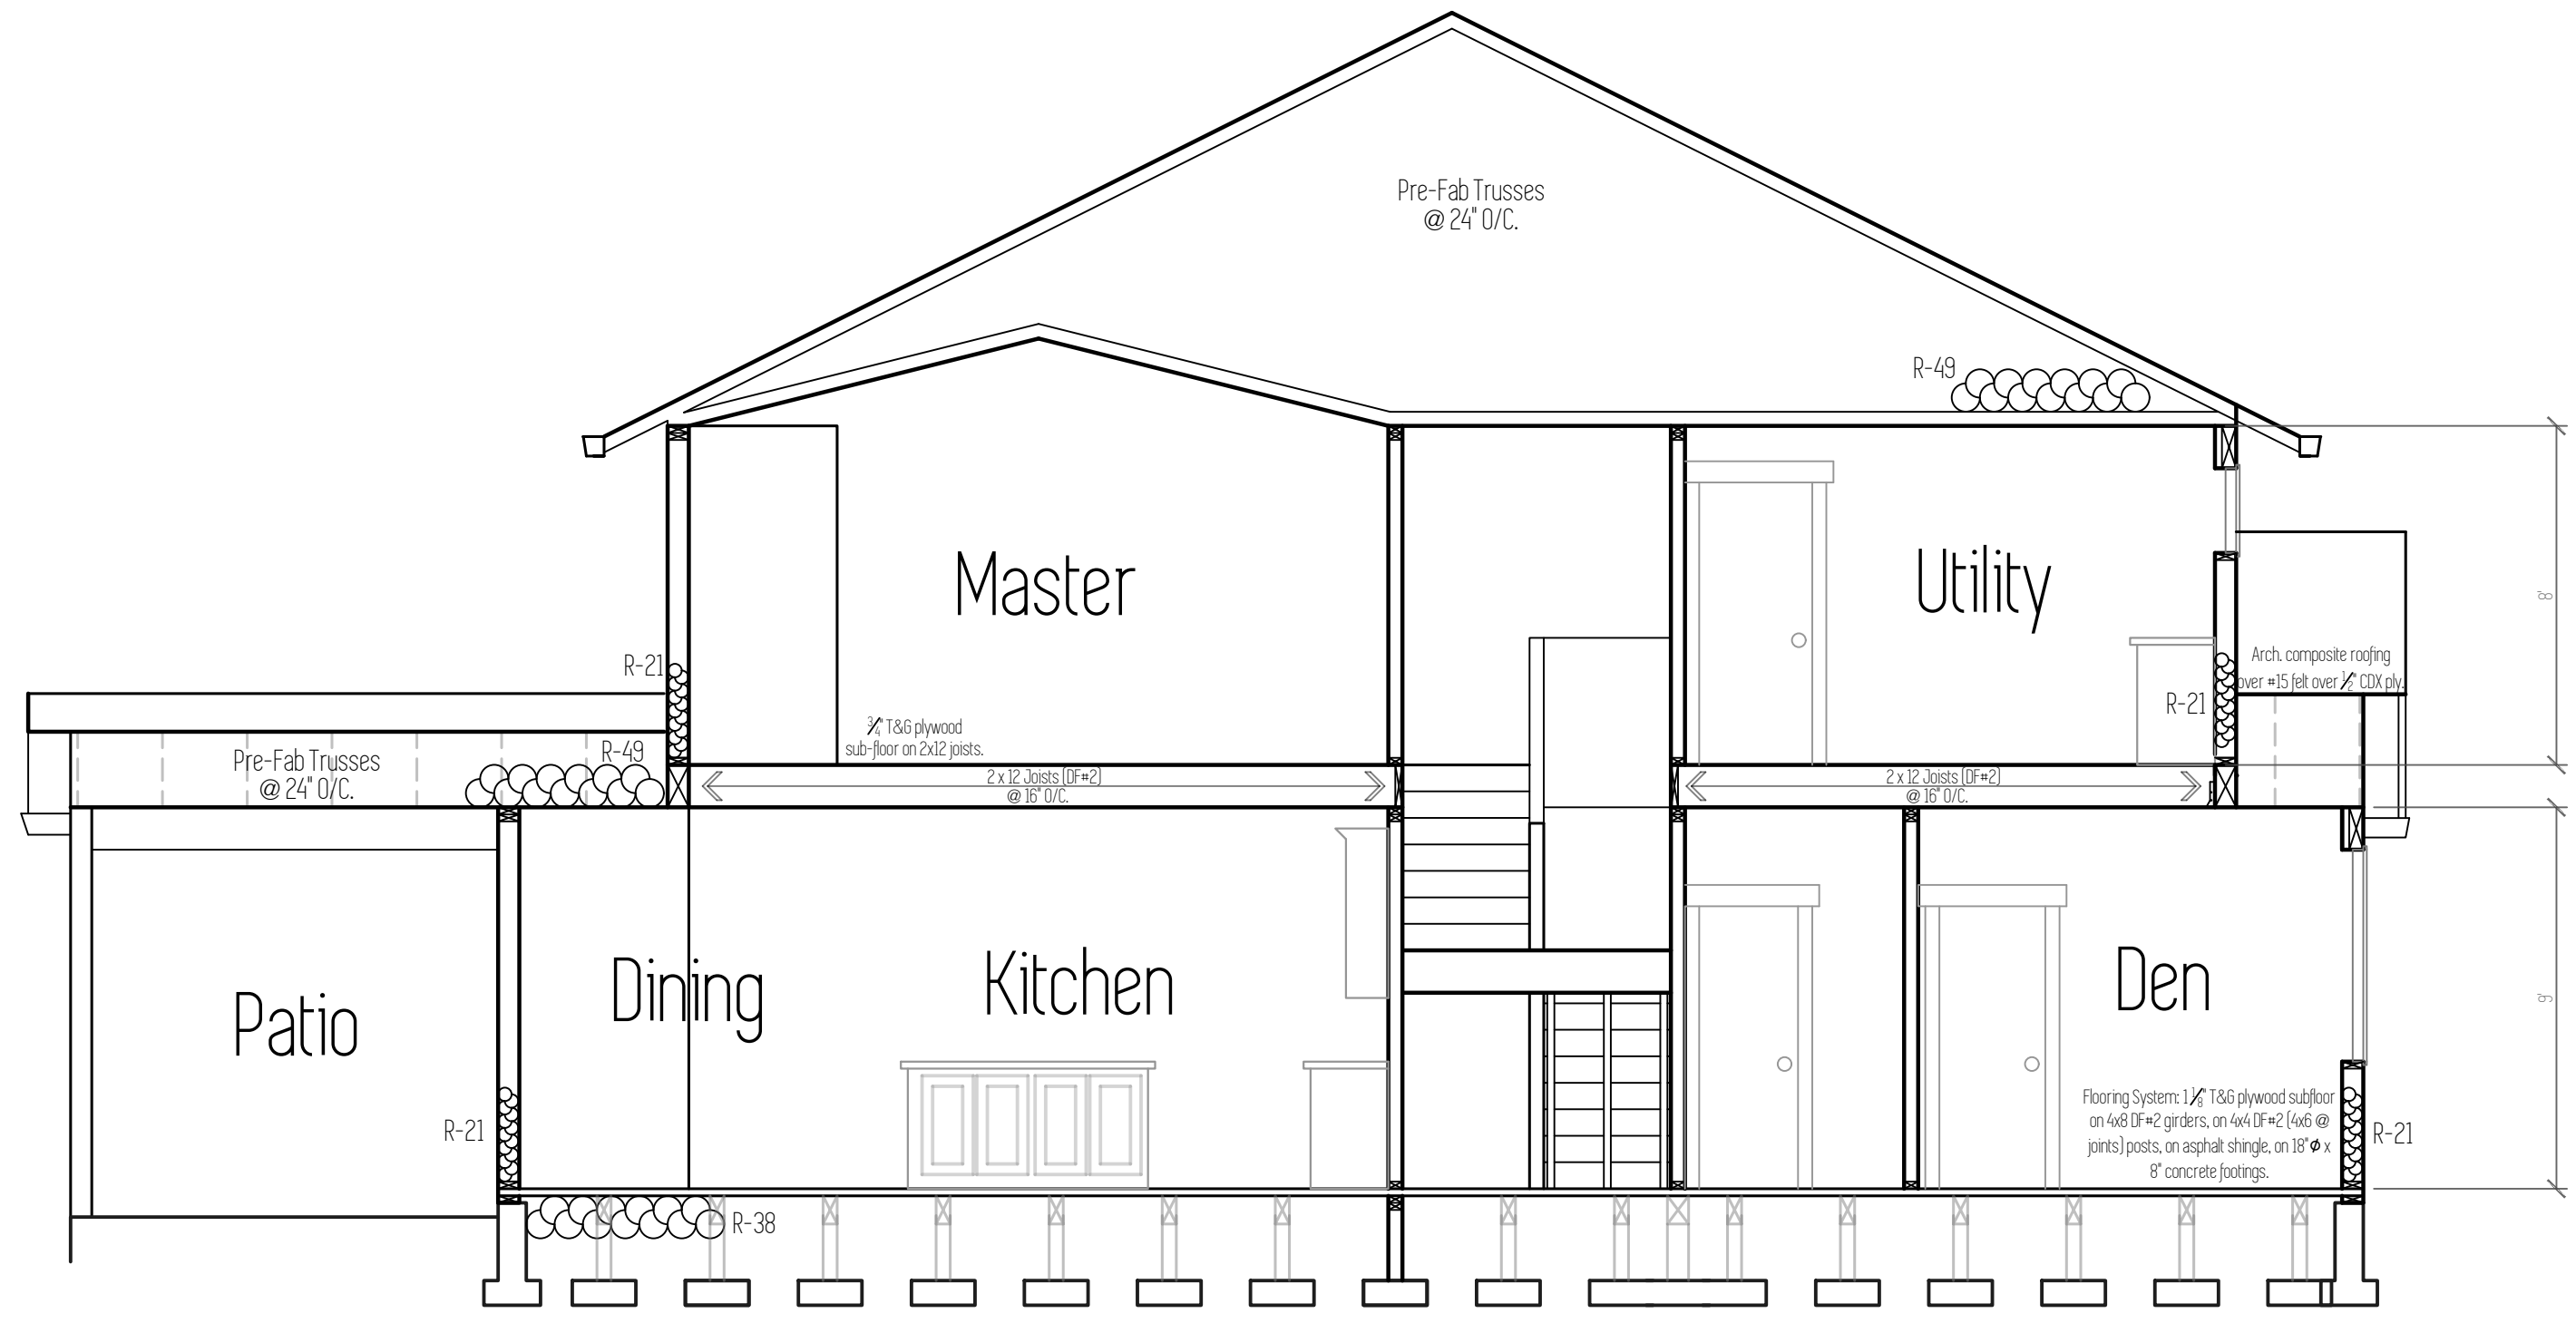 Pre-Fab Trusses
@ 24" O/C.
R-49
Master
Utility
8'
R-21
Arch. composite roofing
over #15 felt over 1/2" CDX ply.
R-21
3/4" T&G plywood
sub-floor on 2x12 joists.
Pre-Fab Trusses
@ 24" O/C.
R-49
2 x 12 Joists (DF#2)
@ 16" O/C.
2 x 12 Joists (DF#2)
@ 16" O/C.
Patio
Dining
Kitchen
Den
9'
R-21
Flooring System: 1 1/8" T&G plywood subfloor
on 4x8 DF#2 girders, on 4x4 DF#2 (4x6 @
joints) posts, on asphalt shingle, on 18"ø x
8" concrete footings.
R-21
R-38